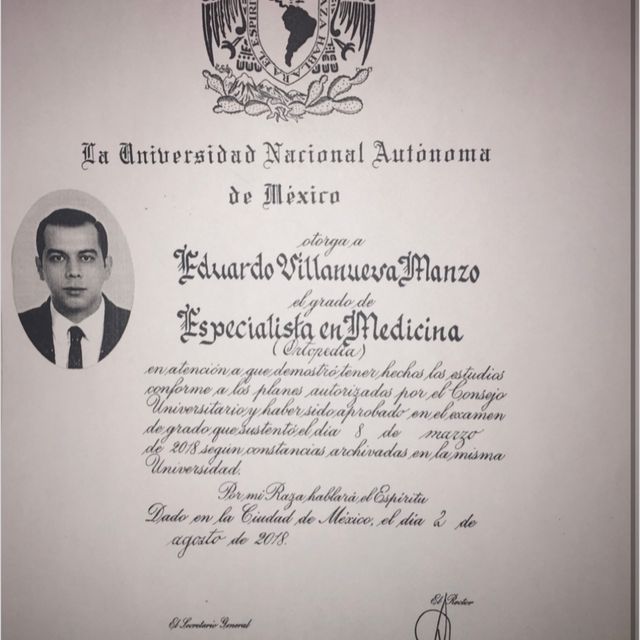 EL ESPIRI
ZA HABLARA
La Universidad Nacional Autónoma
de México
otorga a
Eduardo Villanueva Manzo
el grado de
Especialista en Medicina
(Ortopedia)
en atención a que demostró tener hechos los estudios
conforme a los planes autorizados por el Consejo
Universitario y haber sido aprobado en el examen
de grado que sustentó el día 8 de marzo
de 2018 según constancias archivadas en la misma
Universidad.
Por mi Raza hablará el Espíritu
Dado en la Ciudad de México, el día 2 de
agosto de 2018.
El Rector
El Secretario General